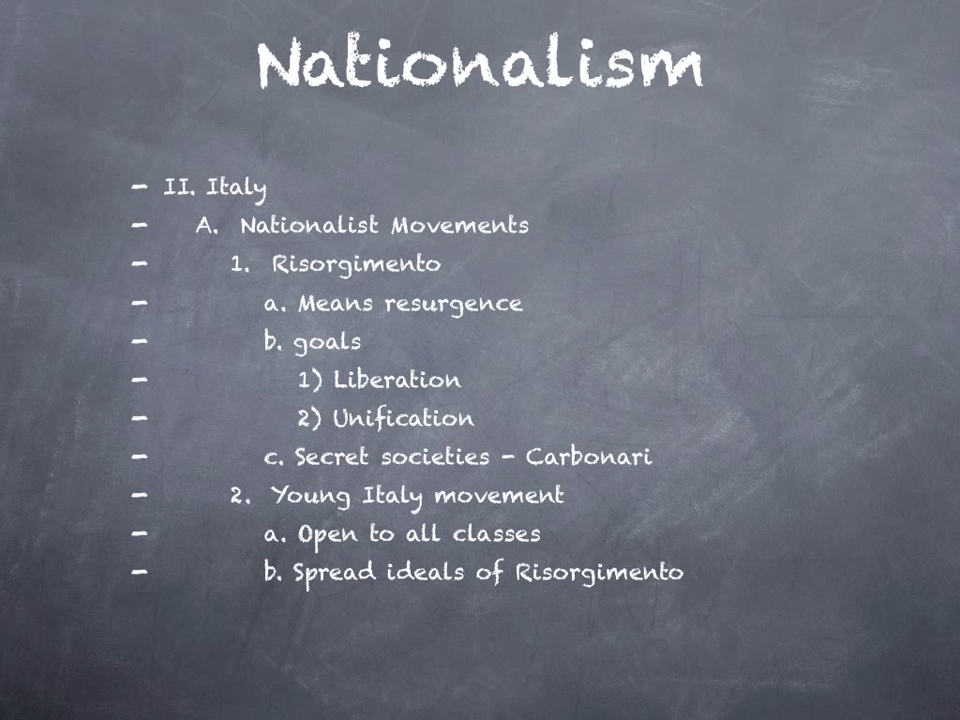 Nationalism
- II. Italy
- A. Nationalist Movements
- 1. Risorgimento
- a. Means resurgence
- b. goals
- 1) Liberation
- 2) Unification
- c. Secret societies - Carbonari
- 2. Young Italy movement
- a. Open to all classes
- b. Spread ideals of Risorgimento